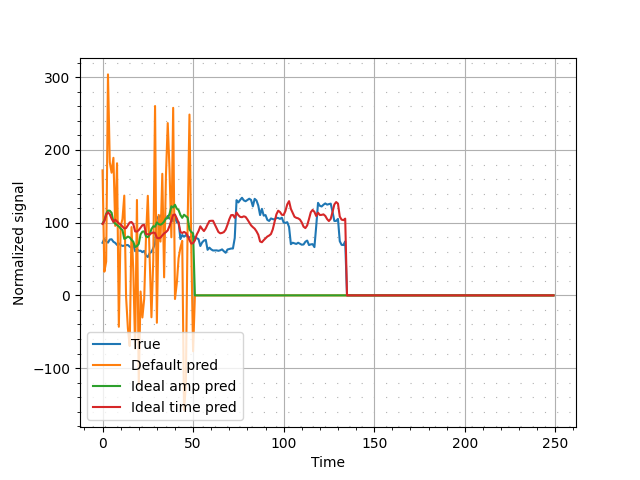 300
200
100
0
−100
Normalized signal
True
Default pred
Ideal amp pred
Ideal time pred
0 50 100 150 200 250
Time